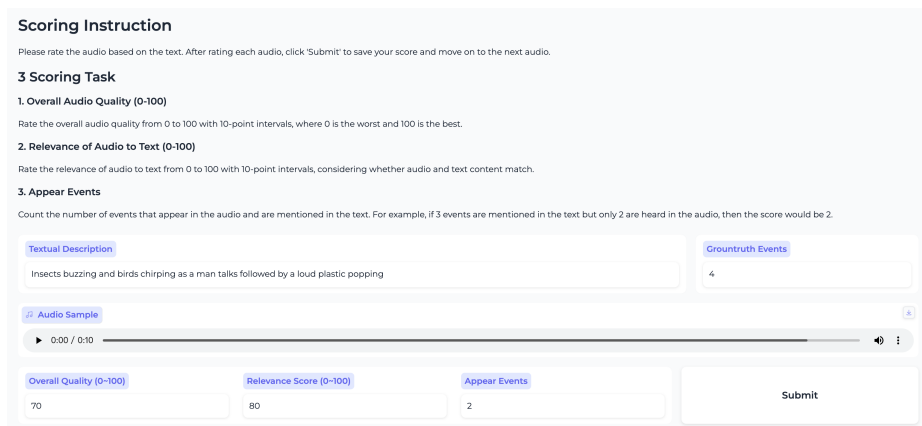 Scoring Instruction
Please rate the audio based on the text. After rating each audio, click 'Submit' to save your score and move on to the next audio.
3 Scoring Task
1. Overall Audio Quality (0-100)
Rate the overall audio quality from 0 to 100 with 10-point intervals, where 0 is the worst and 100 is the best.
2. Relevance of Audio to Text (0-100)
Rate the relevance of audio to text from 0 to 100 with 10-point intervals, considering whether audio and text content match.
3. Appear Events
Count the number of events that appear in the audio and are mentioned in the text. For example, if 3 events are mentioned in the text but only 2 are heard in the audio, then the score would be 2.
Textual Description
Insects buzzing and birds chirping as a man talks followed by a loud plastic popping
Grountruth Events
4
Audio Sample
0:00 / 0:10
Overall Quality (0~100)
70
Relevance Score (0~100)
80
Appear Events
2
Submit